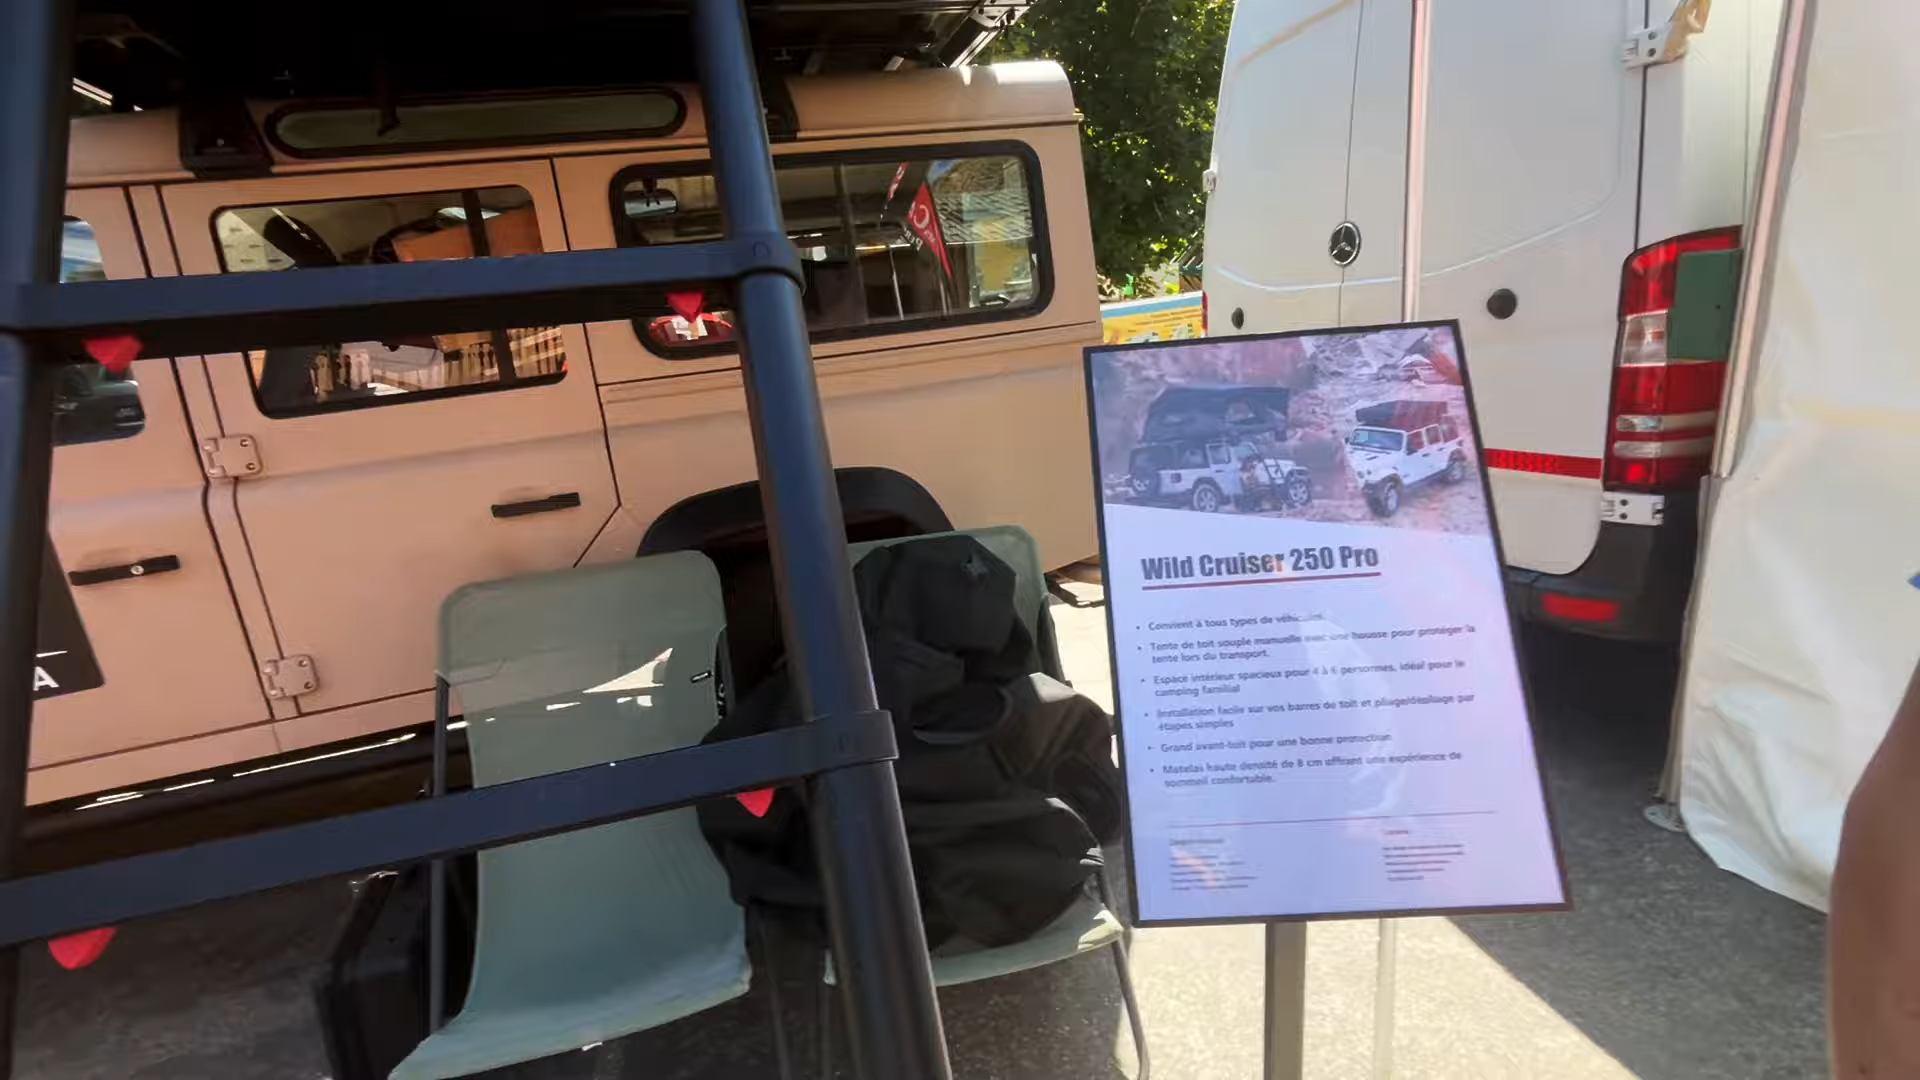 Wild Cruiser 250 Pro
• Convient à tous types de véhicules.
• Tente de toit souple manuelle avec une housse pour protéger la
tente lors du transport.
• Espace intérieur spacieux pour 4 à 6 personnes, idéal pour le
camping familial
• Installation facile sur vos barres de toit et pliage/dépliage par
étapes simples
• Grand avant-toit pour une bonne protection
• Matelas haute densité de 8 cm offrant une expérience de
sommeil confortable.
A